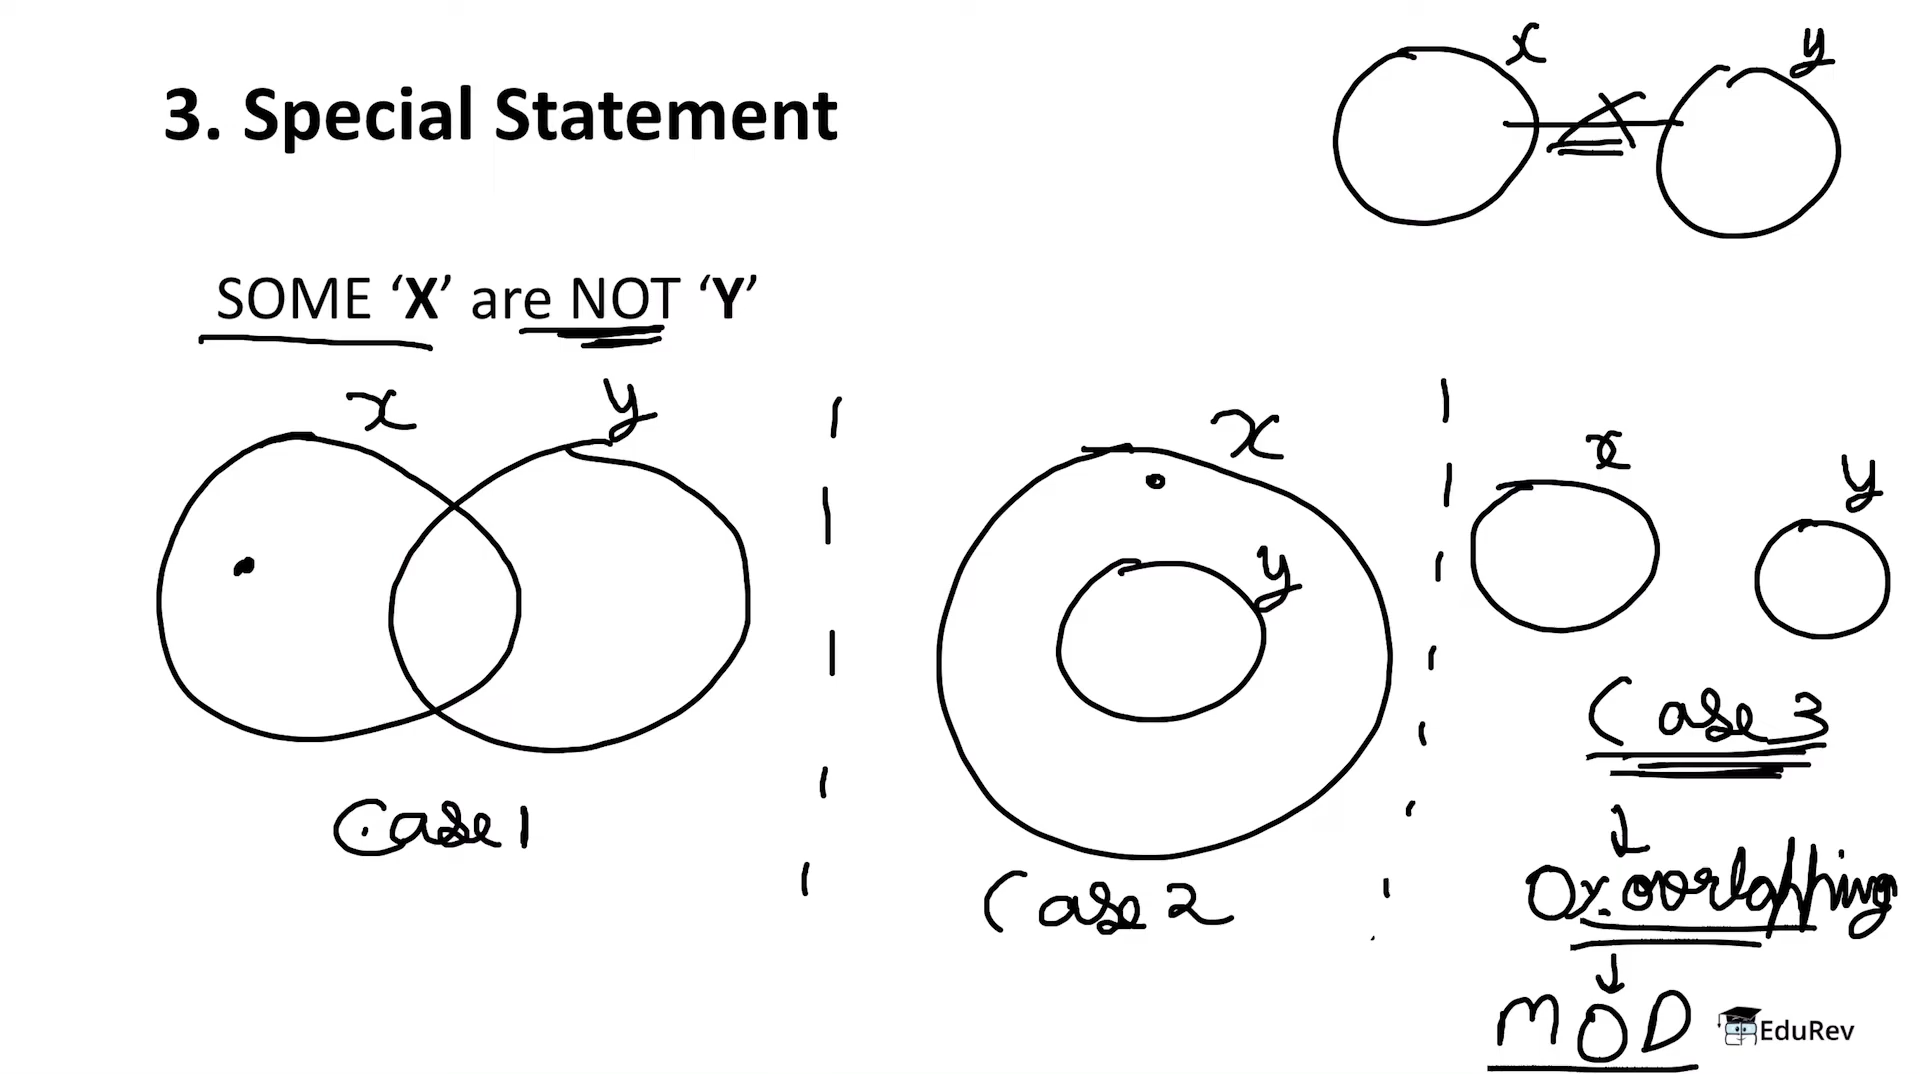 3. Special Statement
x y
SOME ‘X’ are NOT ‘Y’
x y
Case 1
x
y
Case 2
x
y
Case 3
0%. overlapping
MOD
EduRev